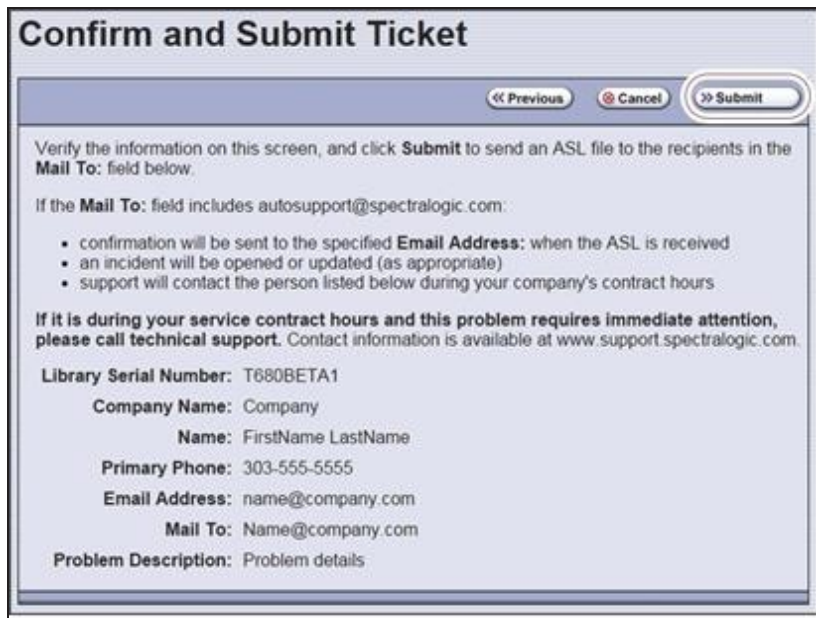 Confirm and Submit Ticket
Previous Cancel Submit
Verify the information on this screen, and click Submit to send an ASL file to the recipients in the
Mail To: field below.
If the Mail To: field includes autosupport@spectralogic.com:
• confirmation will be sent to the specified Email Address: when the ASL is received
• an incident will be opened or updated (as appropriate)
• support will contact the person listed below during your company's contract hours
If it is during your service contract hours and this problem requires immediate attention,
please call technical support. Contact information is available at www.support.spectralogic.com.
Library Serial Number: T680BETA1
Company Name: Company
Name: FirstName LastName
Primary Phone: 303-555-5555
Email Address: name@company.com
Mail To: Name@company.com
Problem Description: Problem details